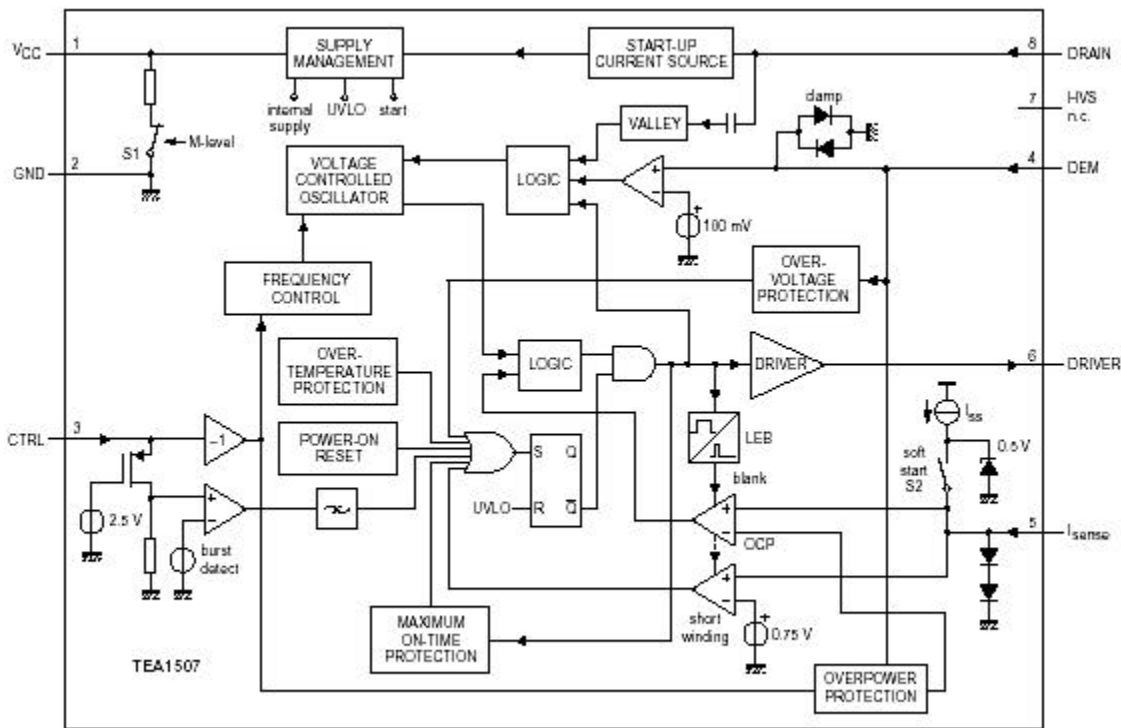 VCC 1
SUPPLY
MANAGEMENT
START-UP
CURRENT SOURCE
8 DRAIN
internal
supply
UVLO
start
clamp
7 HVS
n.c.
VALLEY
S1
M-level
GND 2
VOLTAGE
CONTROLLED
OSCILLATOR
LOGIC
+
−
4 DEM
+
100 mV
OVER-
VOLTAGE
PROTECTION
FREQUENCY
CONTROL
OVER-
TEMPERATURE
PROTECTION
LOGIC
DRIVER
6 DRIVER
Iss
LEB
0.5 V
soft
start
S2
CTRL 3
−1
POWER-ON
RESET
S Q
R Q
UVLO
blank
2.5 V
+
−
burst
detect
+
−
OCP
5 Isense
+
−
short
winding
+
0.75 V
MAXIMUM
ON-TIME
PROTECTION
TEA1507
OVERPOWER
PROTECTION